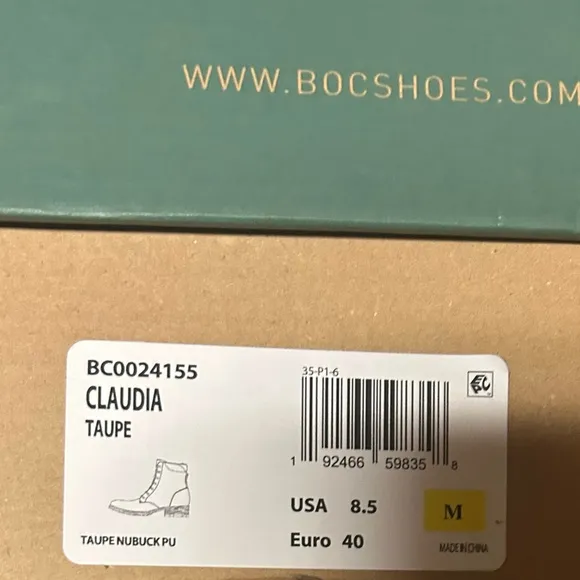 WWW.BOCSHOES.COM
BC0024155
CLAUDIA
TAUPE
TAUPE NUBUCK PU
35-P1-6
1 92466 59835 8
USA 8.5
M
Euro 40
MADE IN CHINA